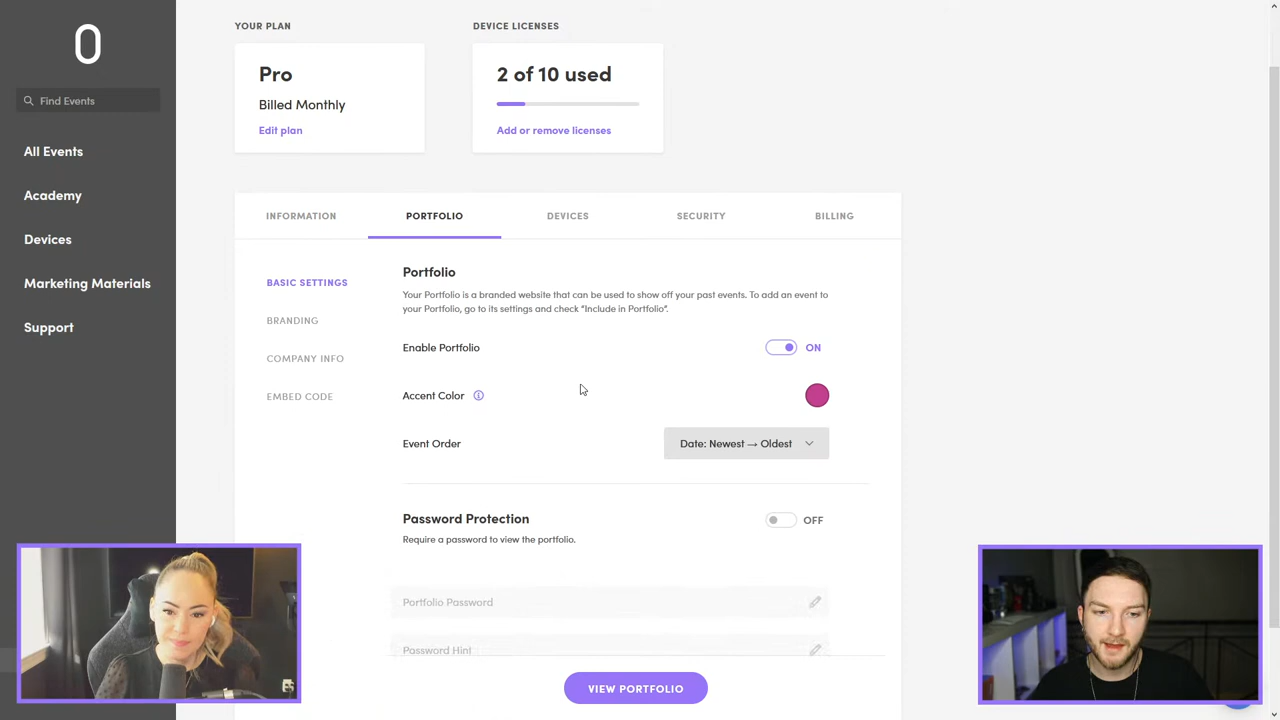 YOUR PLAN
DEVICE LICENSES
Pro
Billed Monthly
Edit plan
2 of 10 used
Add or remove licenses
Find Events
All Events
Academy
Devices
Marketing Materials
Support
INFORMATION
PORTFOLIO
DEVICES
SECURITY
BILLING
BASIC SETTINGS
BRANDING
COMPANY INFO
EMBED CODE
Portfolio
Your Portfolio is a branded website that can be used to show off your past events. To add an event to
your Portfolio, go to its settings and check “Include in Portfolio”.
Enable Portfolio
ON
Accent Color
Event Order
Date: Newest → Oldest
Password Protection
OFF
Require a password to view the portfolio.
Portfolio Password
Password Hint
VIEW PORTFOLIO